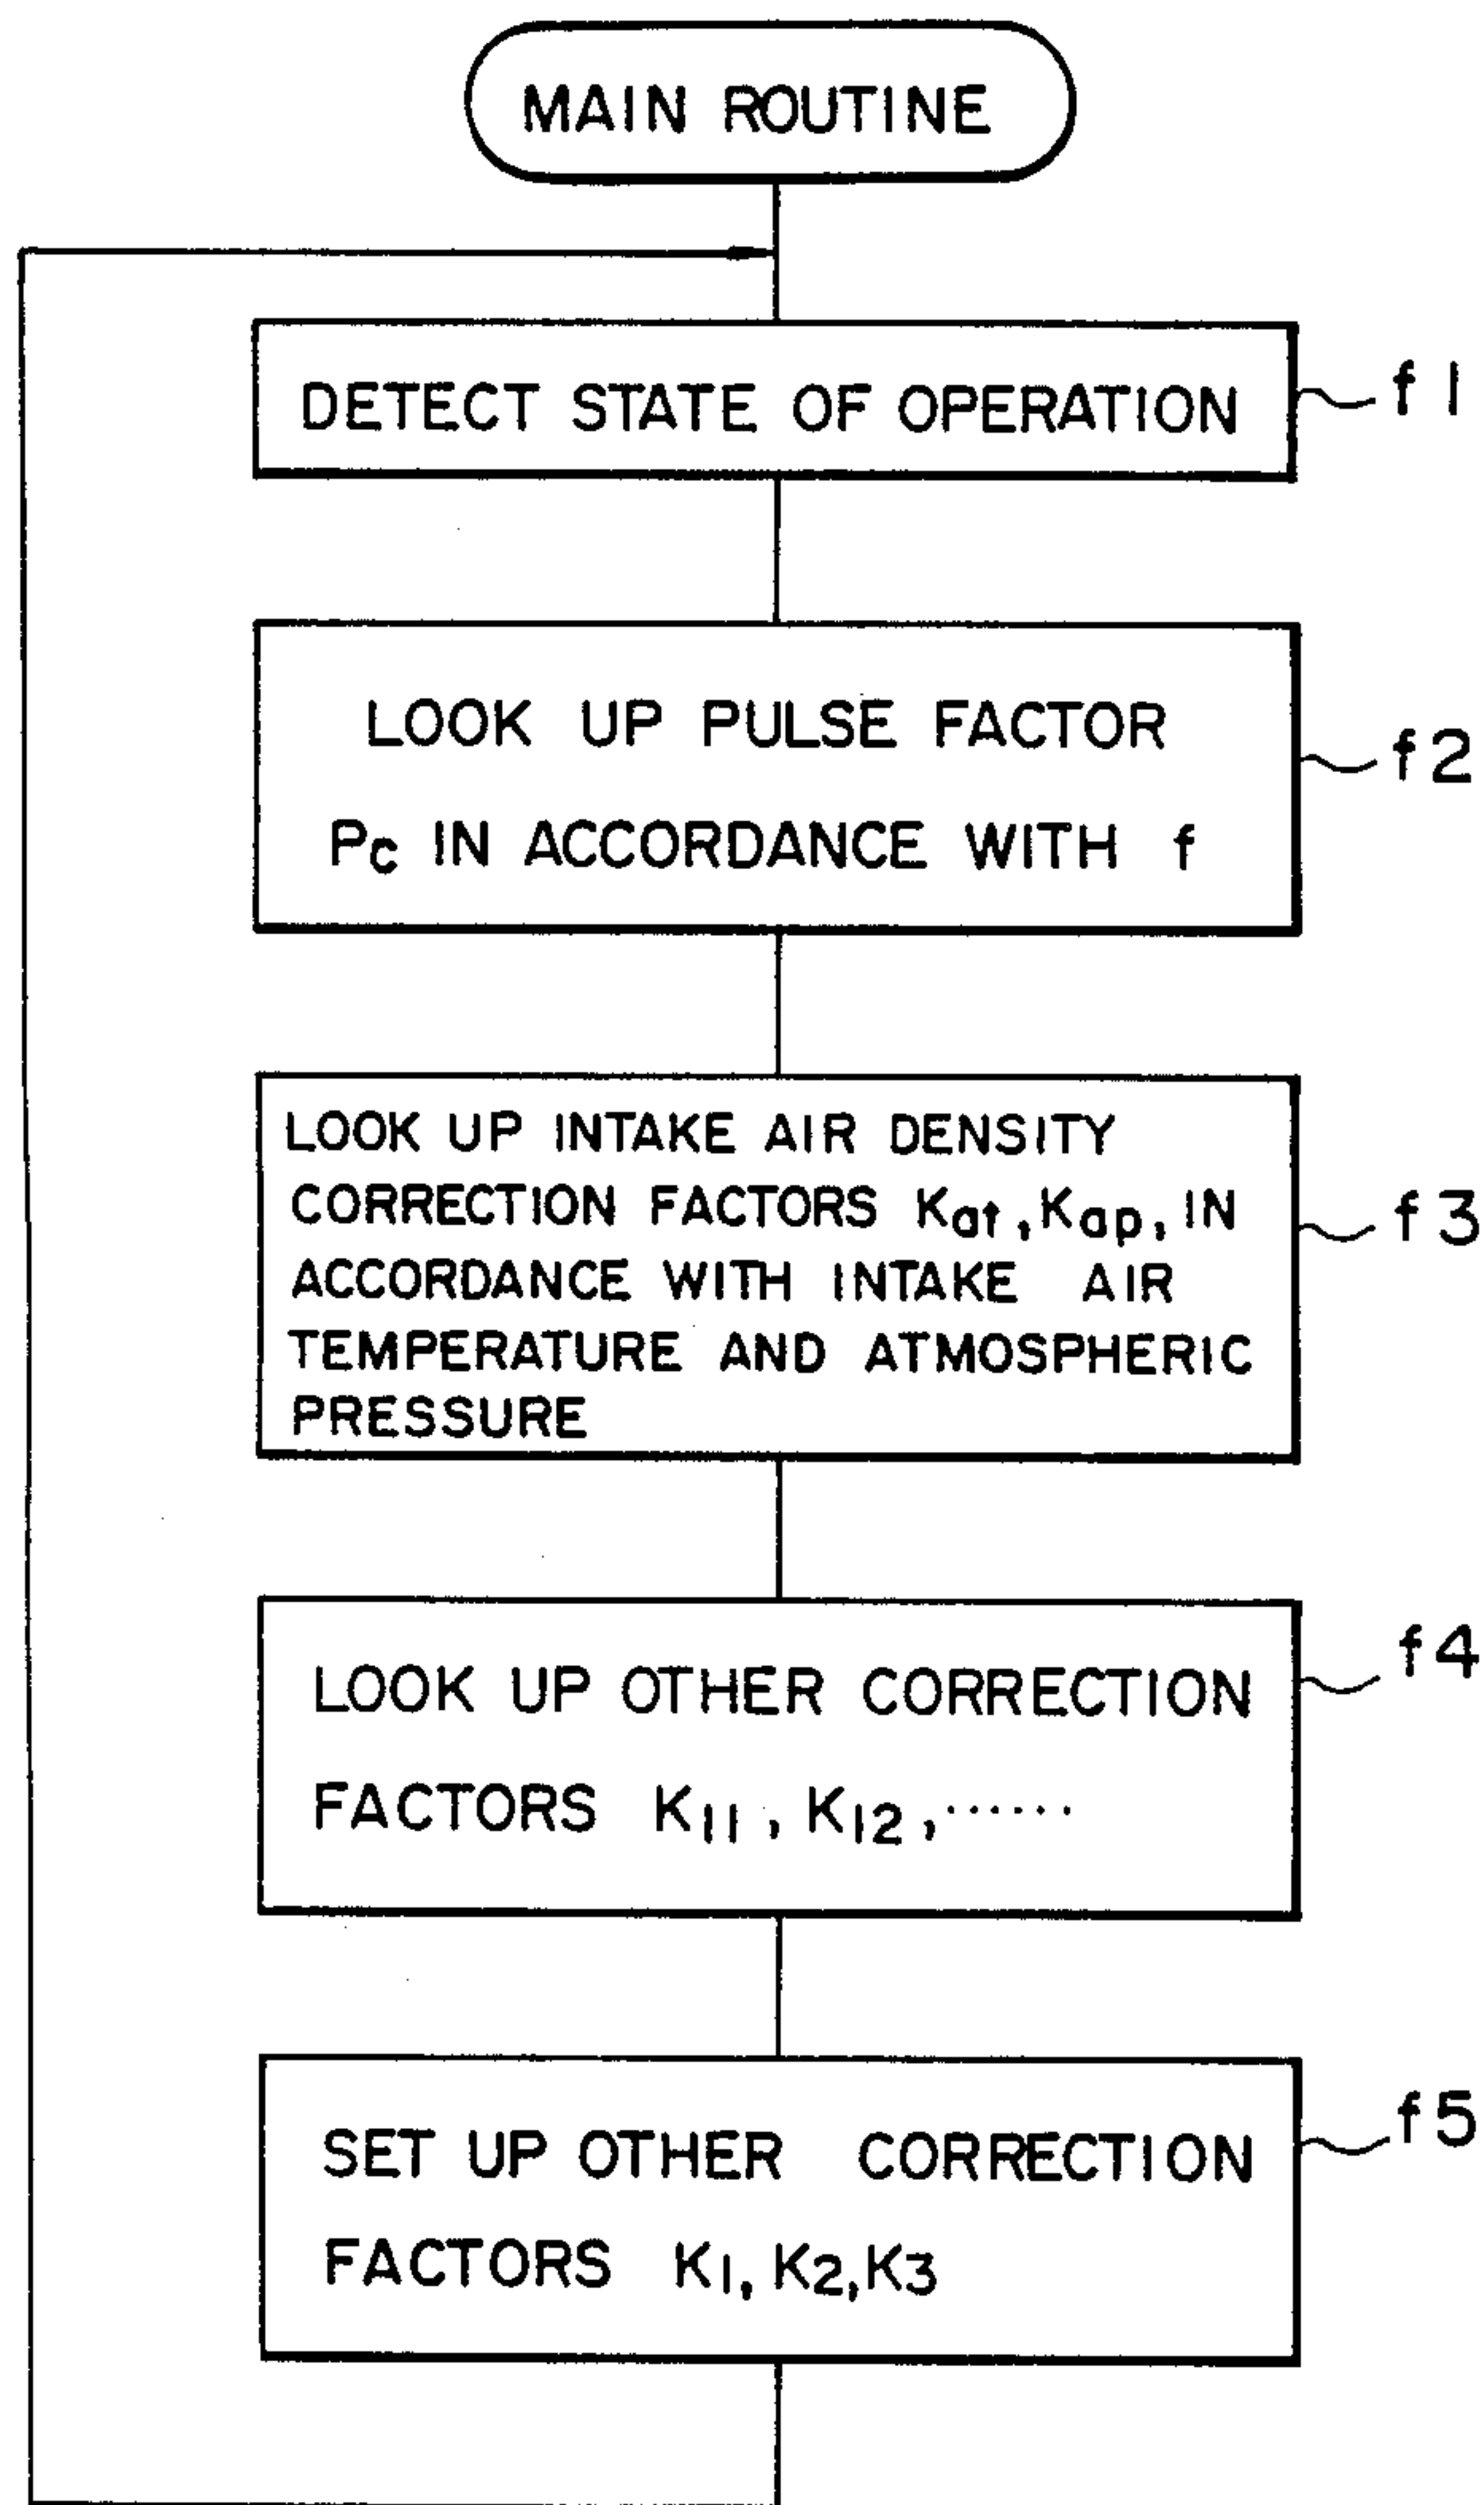 MAIN ROUTINE
DETECT STATE OF OPERATION
f1
LOOK UP PULSE FACTOR
Pc IN ACCORDANCE WITH f
f2
LOOK UP INTAKE AIR DENSITY
CORRECTION FACTORS Kat, Kap, IN
ACCORDANCE WITH INTAKE AIR
TEMPERATURE AND ATMOSPHERIC
PRESSURE
f3
LOOK UP OTHER CORRECTION
FACTORS K11, K12, ······
f4
SET UP OTHER CORRECTION
FACTORS K1, K2, K3
f5